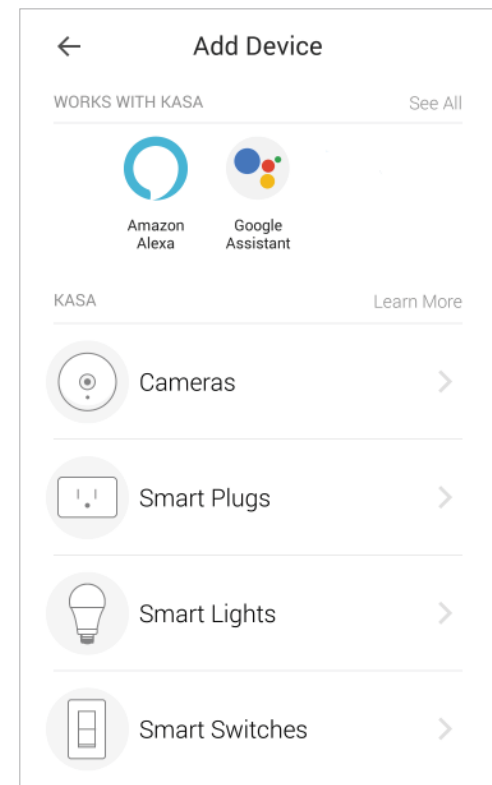 Add Device
WORKS WITH KASA See All
Amazon Alexa
Google Assistant
KASA Learn More
Cameras
Smart Plugs
Smart Lights
Smart Switches